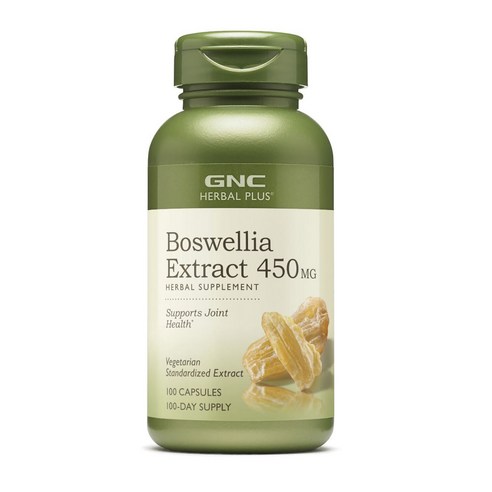 GNC
HERBAL PLUS®
Boswellia
Extract 450MG
HERBAL SUPPLEMENT
Supports Joint
Health*
Vegetarian
Standardized Extract
100 CAPSULES
100-DAY SUPPLY